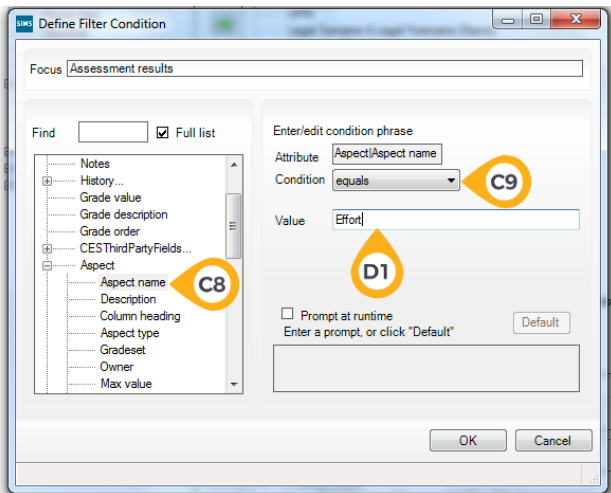 SIMS Define Filter Condition
Focus Assessment results
Find Full list
Notes
History...
Grade value
Grade description
Grade order
CESThirdPartyFields...
Aspect
Aspect name
Description
Column heading
Aspect type
Gradeset
Owner
Max value
C8
Enter/edit condition phrase
Attribute Aspect|Aspect name
Condition equals
C9
Value Effort
D1
Prompt at runtime
Enter a prompt, or click "Default"
Default
OK Cancel